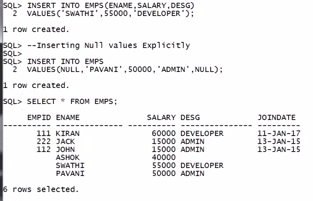 SQL> INSERT INTO EMPS(ENAME,SALARY,DESG)
2 VALUES('SWATHI',55000,'DEVELOPER');
1 row created.
SQL> --Inserting Null values Explicitly
SQL>
SQL> INSERT INTO EMPS
2 VALUES(NULL,'PAVANI',50000,'ADMIN',NULL);
1 row created.
SQL> SELECT * FROM EMPS;
EMPID ENAME SALARY DESG JOINDATE
---------- ------------ ---------- ------------ ---------
111 KIRAN 60000 DEVELOPER 11-JAN-17
222 JACK 15000 ADMIN 13-JAN-15
112 JOHN 15000 ADMIN 13-JAN-15
ASHOK 40000
SWATHI 55000 DEVELOPER
PAVANI 50000 ADMIN
6 rows selected.